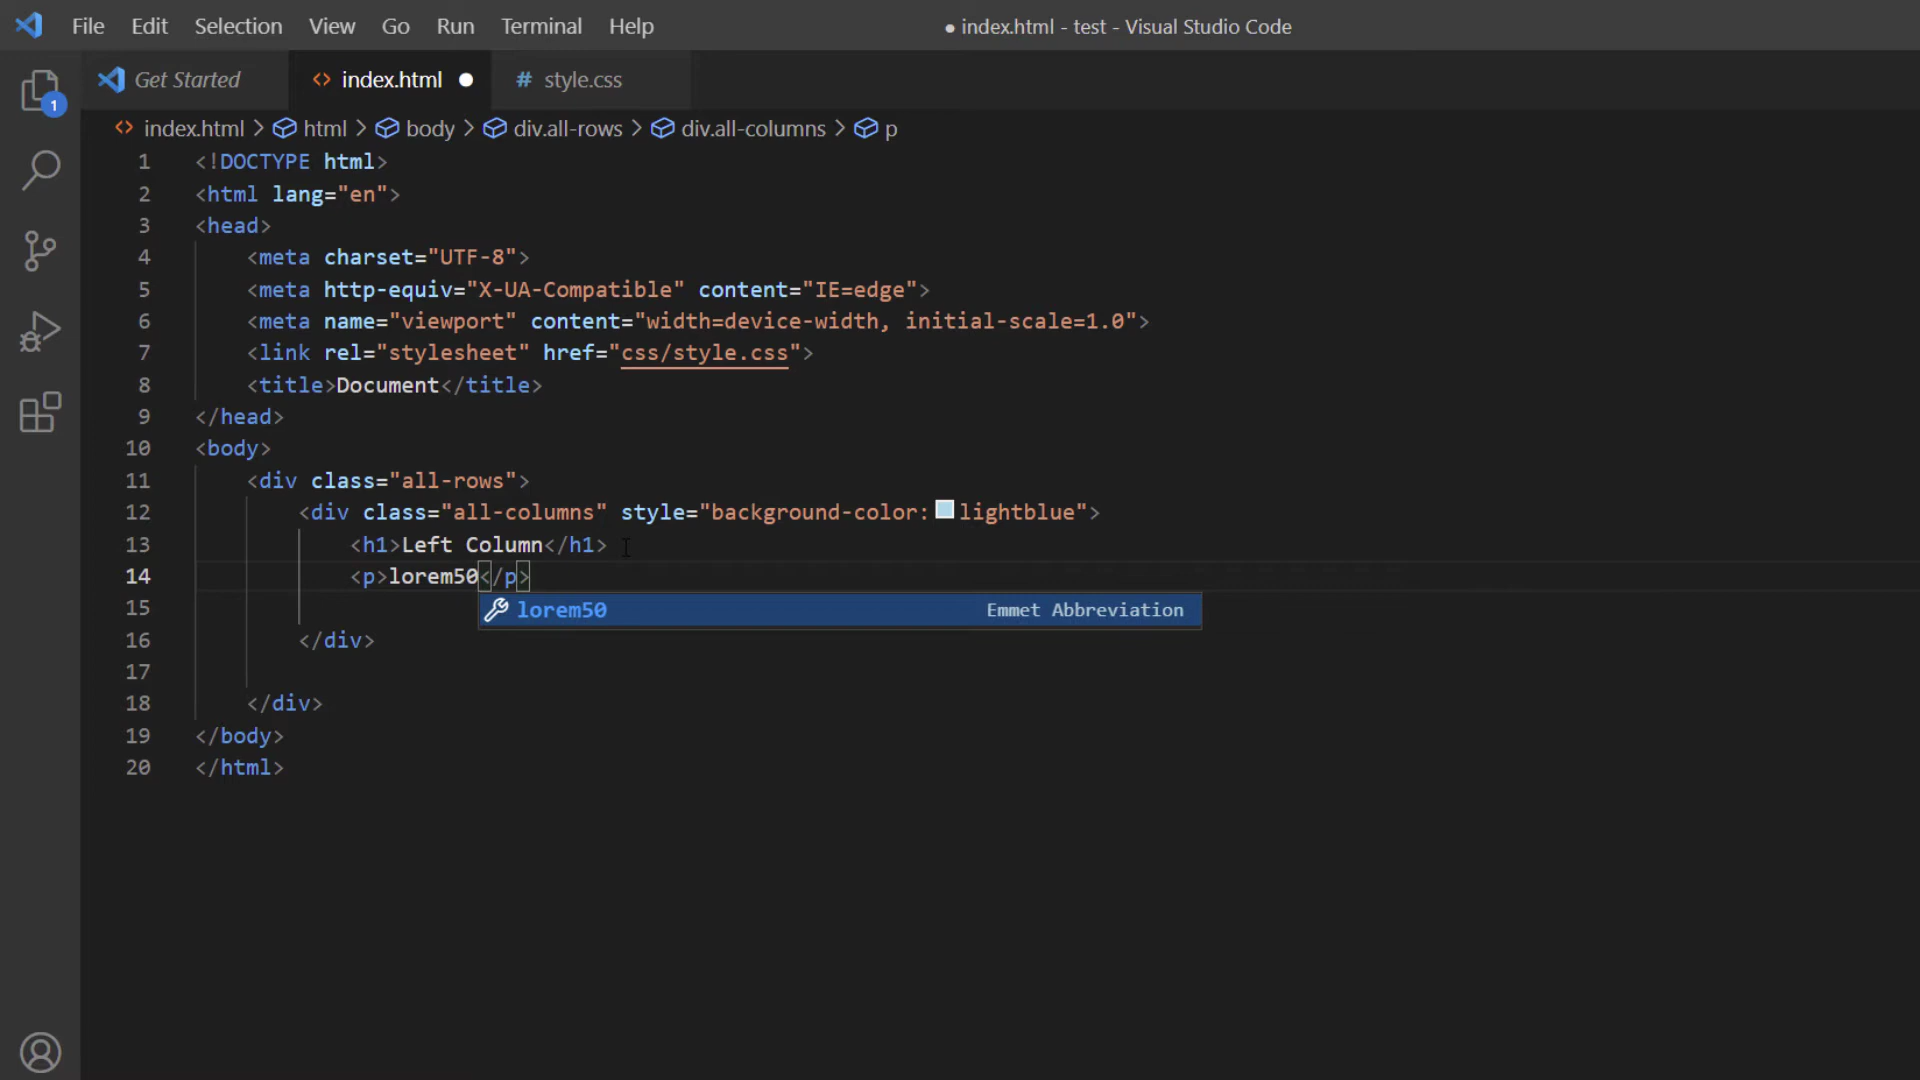 File Edit Selection View Go Run Terminal Help ● index.html - test - Visual Studio Code
Get Started <> index.html ● # style.css
1
<> index.html > html > body > div.all-rows > div.all-columns > p
1 <!DOCTYPE html>
2 <html lang="en">
3 <head>
4 <meta charset="UTF-8">
5 <meta http-equiv="X-UA-Compatible" content="IE=edge">
6 <meta name="viewport" content="width=device-width, initial-scale=1.0">
7 <link rel="stylesheet" href="css/style.css">
8 <title>Document</title>
9 </head>
10 <body>
11 <div class="all-rows">
12 <div class="all-columns" style="background-color:lightblue">
13 <h1>Left Column</h1>
14 <p>lorem50</p>
lorem50 Emmet Abbreviation
15
16 </div>
17
18 </div>
19 </body>
20 </html>